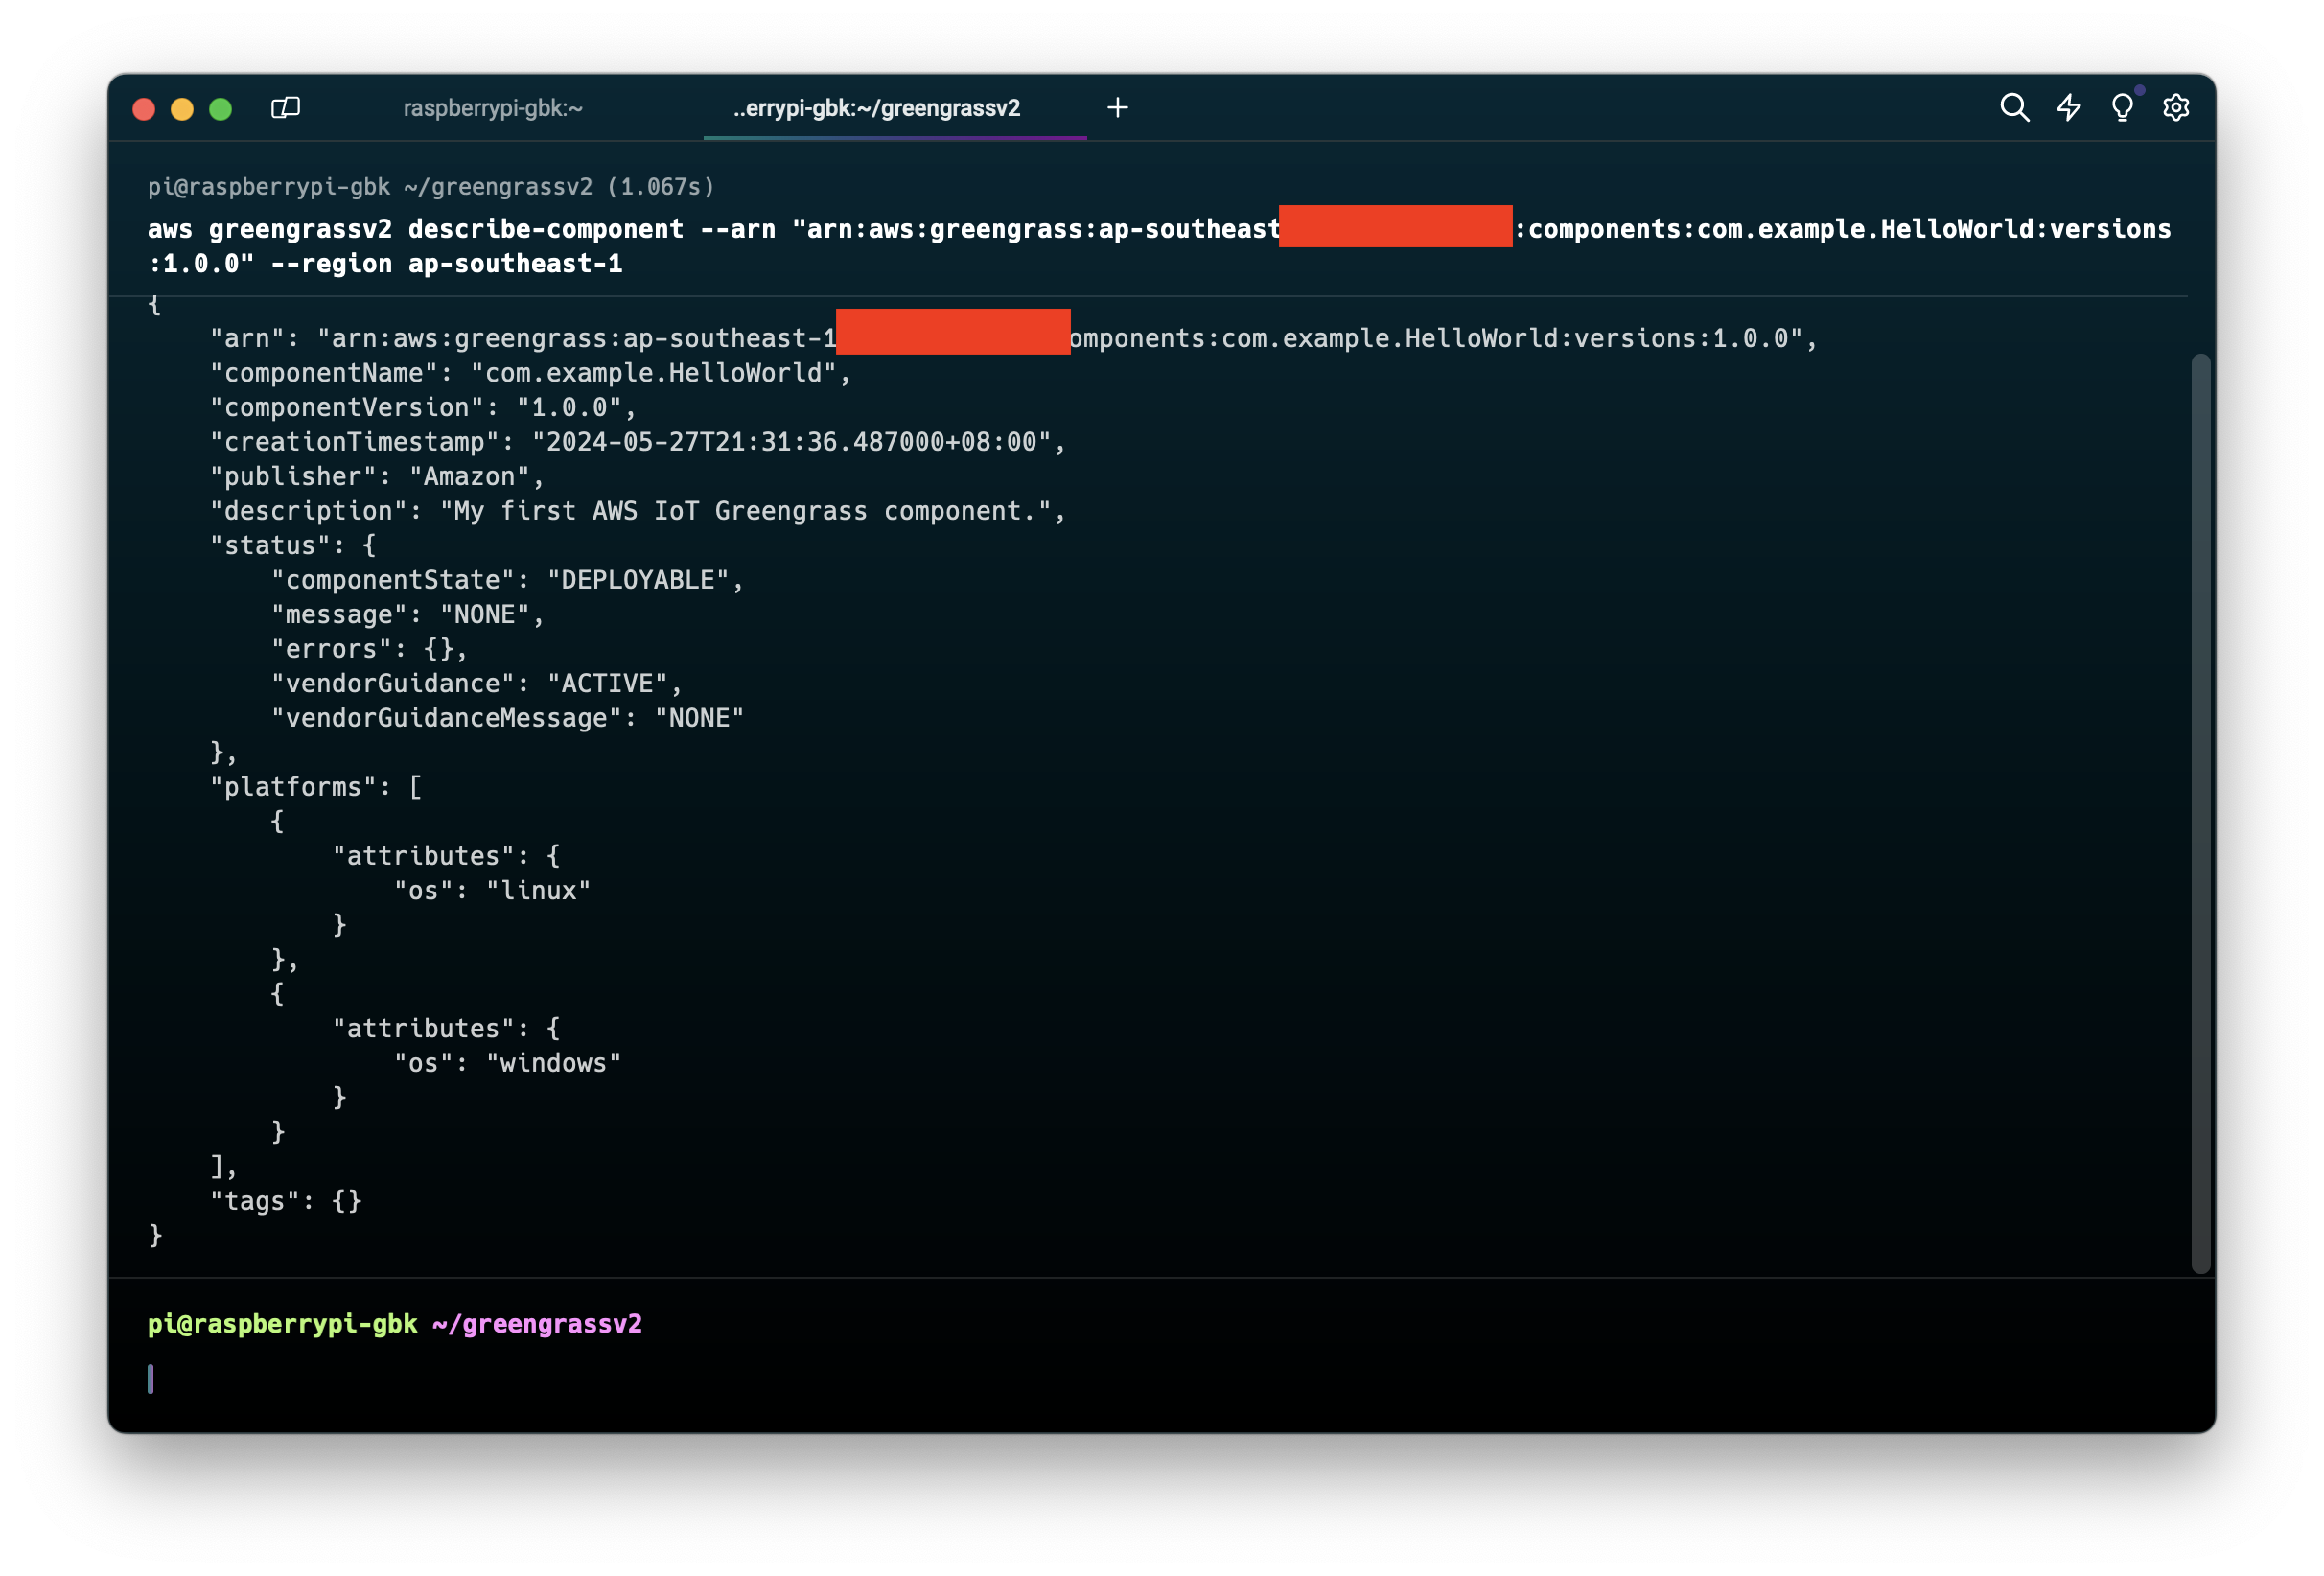 raspberrypi-gbk:~
..errypi-gbk:~/greengrassv2
pi@raspberrypi-gbk ~/greengrassv2 (1.067s)
aws greengrassv2 describe-component --arn "arn:aws:greengrass:ap-southeast :components:com.example.HelloWorld:versions
:1.0.0" --region ap-southeast-1
{
    "arn": "arn:aws:greengrass:ap-southeast-1 omponents:com.example.HelloWorld:versions:1.0.0",
    "componentName": "com.example.HelloWorld",
    "componentVersion": "1.0.0",
    "creationTimestamp": "2024-05-27T21:31:36.487000+08:00",
    "publisher": "Amazon",
    "description": "My first AWS IoT Greengrass component.",
    "status": {
        "componentState": "DEPLOYABLE",
        "message": "NONE",
        "errors": {},
        "vendorGuidance": "ACTIVE",
        "vendorGuidanceMessage": "NONE"
    },
    "platforms": [
        {
            "attributes": {
                "os": "linux"
            }
        },
        {
            "attributes": {
                "os": "windows"
            }
        }
    ],
    "tags": {}
}
pi@raspberrypi-gbk ~/greengrassv2